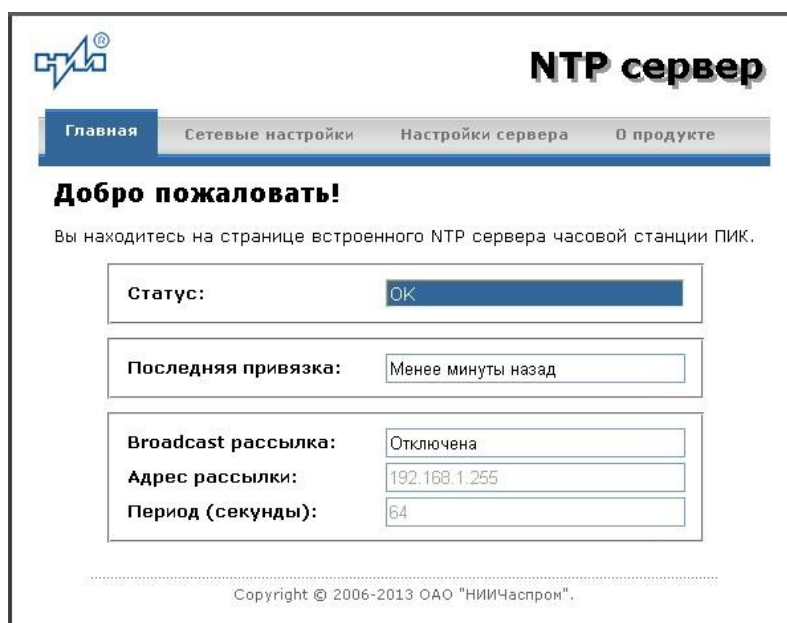 NTP сервер
Главная Сетевые настройки Настройки сервера О продукте
Добро пожаловать!
Вы находитесь на странице встроенного NTP сервера часовой станции ПИК.
Статус: OK
Последняя привязка: Менее минуты назад
Broadcast рассылка: Отключена
Адрес рассылки: 192.168.1.255
Период (секунды): 64
Copyright © 2006-2013 ОАО "НИИЧаспром".